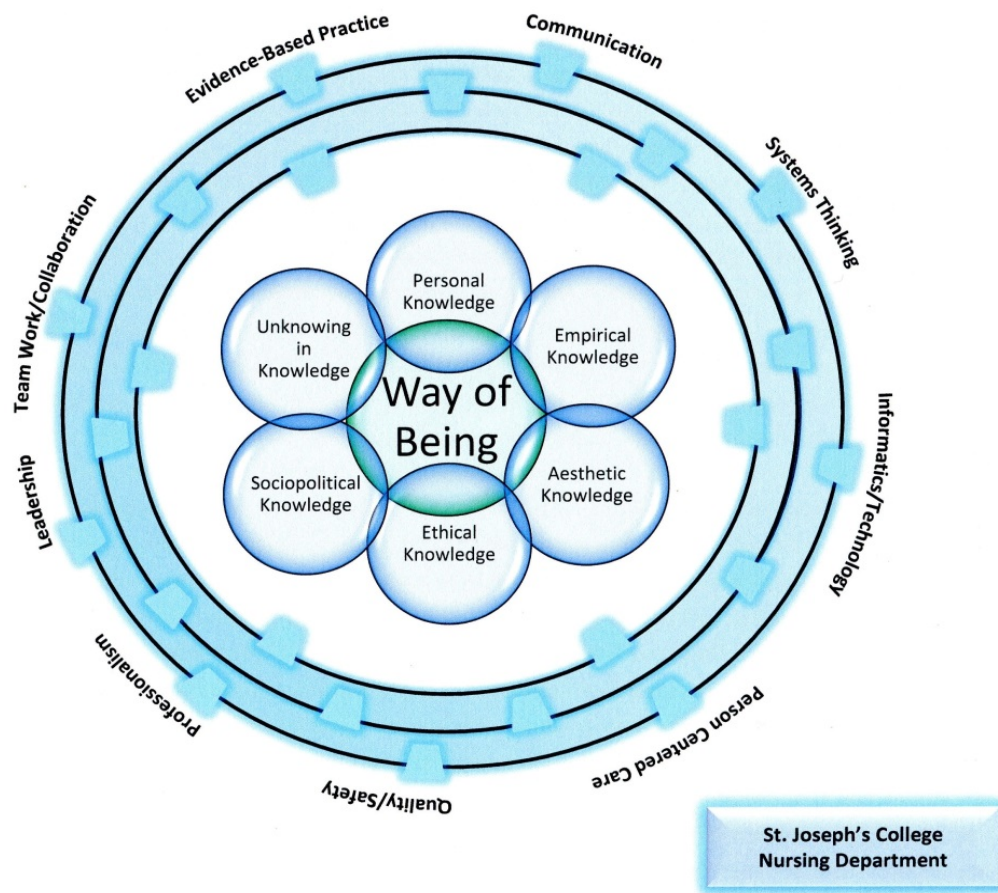 Communication
Evidence-Based Practice
Systems Thinking
Team Work/Collaboration
Informatics/Technology
Leadership
Professionalism
Person Centered Care
Quality/Safety
Personal
Knowledge
Unknowing
in
Knowledge
Empirical
Knowledge
Way of
Being
Sociopolitical
Knowledge
Aesthetic
Knowledge
Ethical
Knowledge
St. Joseph’s College
Nursing Department